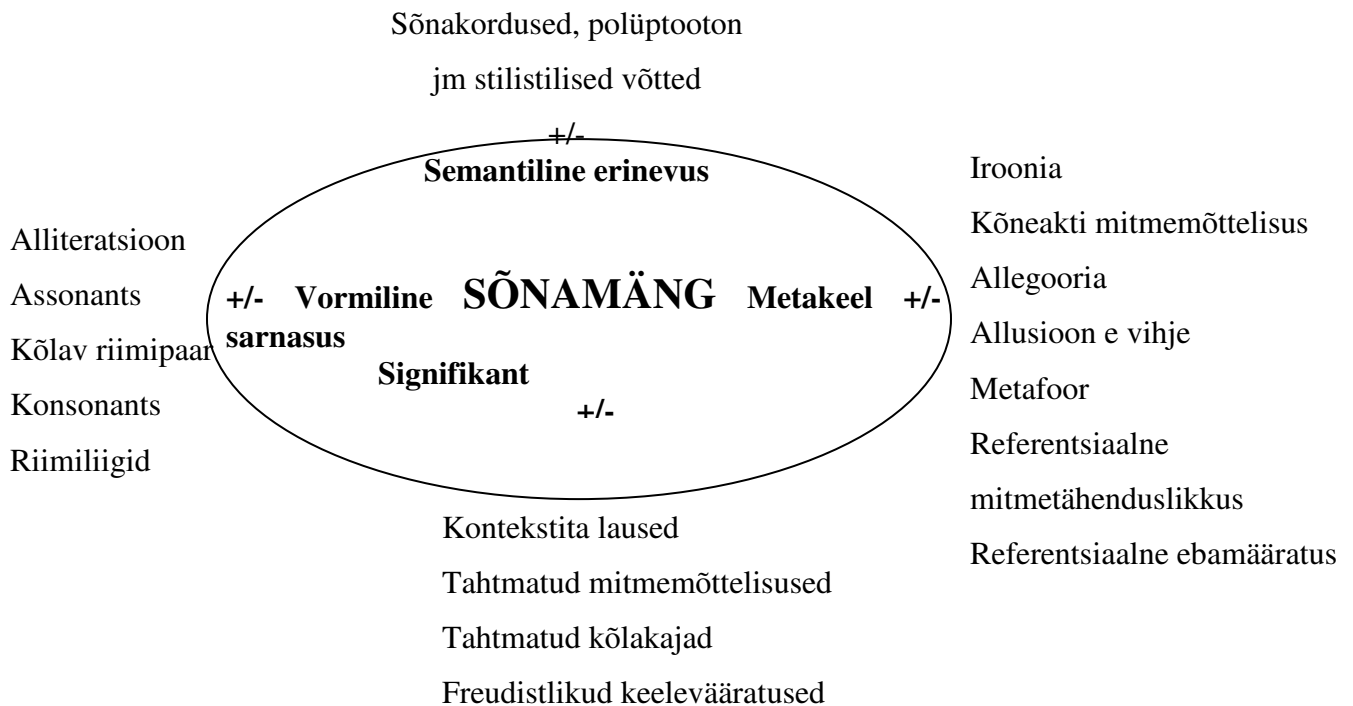 Sõnakordused, polüptooton
jm stilistilised võtted
+/-
Semantiline erinevus
Alliteratsioon
Assonants
Kõlav riimipaar
Konsonants
Riimiliigid
+/- Vormiline SÕNAMÄNG Metakeel +/-
sarnasus
Signifikant
+/-
Iroonia
Kõneakti mitmemõttelisus
Allegooria
Allusioon e vihje
Metafoor
Referentsiaalne
mitmetähenduslikkus
Referentsiaalne ebamääratus
Kontekstita laused
Tahtmatud mitmemõttelisused
Tahtmatud kõlakajad
Freudistlikud keelevääratused